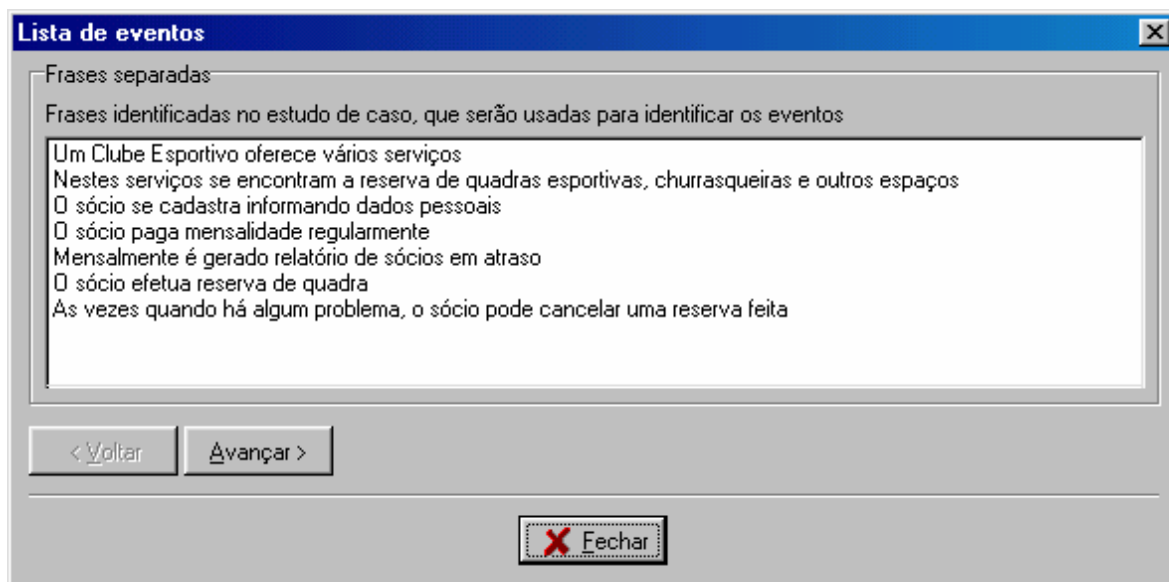 Lista de eventos
Frases separadas
Frases identificadas no estudo de caso, que serão usadas para identificar os eventos
Um Clube Esportivo oferece vários serviços
Nestes serviços se encontram a reserva de quadras esportivas, churrasqueiras e outros espaços
O sócio se cadastra informando dados pessoais
O sócio paga mensalidade regularmente
Mensalmente é gerado relatório de sócios em atraso
O sócio efetua reserva de quadra
As vezes quando há algum problema, o sócio pode cancelar uma reserva feita
< Voltar
Avançar >
Fechar